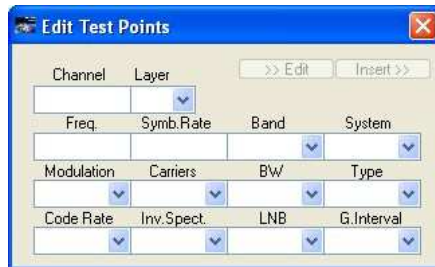 Edit Test Points
Channel Layer >> Edit Insert >>
Freq. Symb.Rate Band System
Modulation Carriers BW Type
Code Rate Inv.Spect. LNB G.Interval